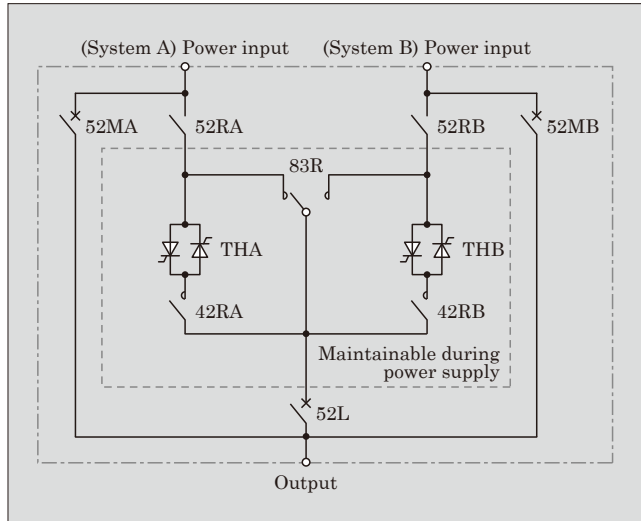 (System A) Power input
(System B) Power input
52MA
52RA
52RB
52MB
83R
THA
THB
42RA
42RB
Maintainable during
power supply
52L
Output